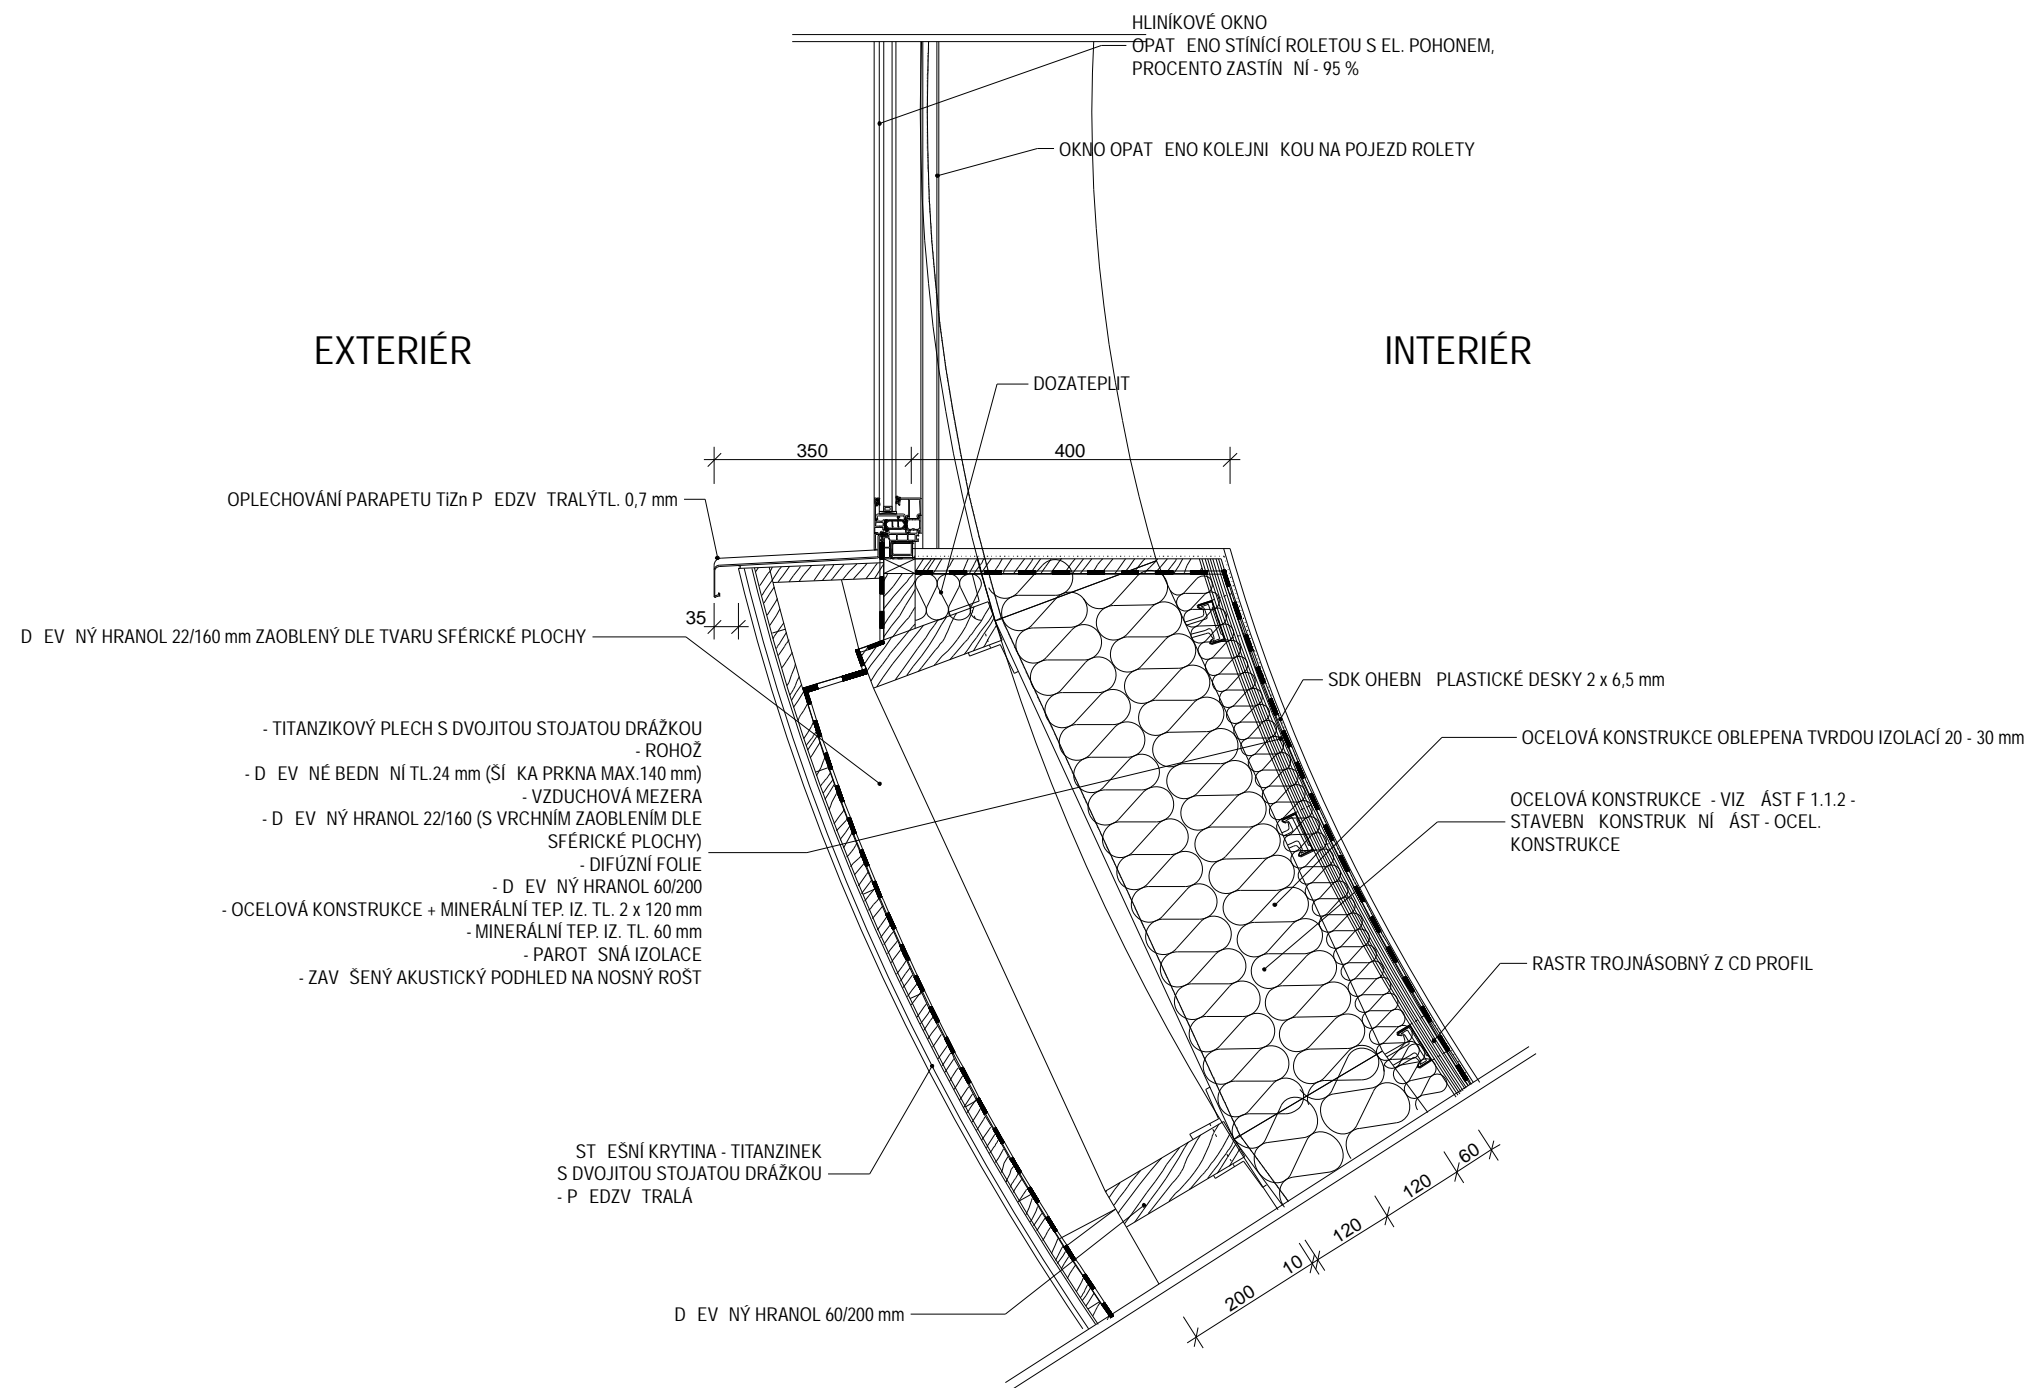 HLINÍKOVÉ OKNO
OPAT ENO STÍNÍCÍ ROLETOU S EL. POHONEM,
PROCENTO ZASTÍN NÍ - 95 %
OKNO OPAT ENO KOLEJNI KOU NA POJEZD ROLETY
EXTERIÉR
INTERIÉR
DOZATEPLIT
350
400
OPLECHOVÁNÍ PARAPETU TiZn P EDZV TRALÝTL. 0,7 mm
35
D EV NÝ HRANOL 22/160 mm ZAOBLENÝ DLE TVARU SFÉRICKÉ PLOCHY
SDK OHEBN PLASTICKÉ DESKY 2 x 6,5 mm
- TITANZIKOVÝ PLECH S DVOJITOU STOJATOU DRÁŽKOU
- ROHOŽ
- D EV NÉ BEDN NÍ TL.24 mm (ŠÍ KA PRKNA MAX.140 mm)
- VZDUCHOVÁ MEZERA
- D EV NÝ HRANOL 22/160 (S VRCHNÍM ZAOBLENÍM DLE
SFÉRICKÉ PLOCHY)
- DIFÚZNÍ FOLIE
- D EV NÝ HRANOL 60/200
- OCELOVÁ KONSTRUKCE + MINERÁLNÍ TEP. IZ. TL. 2 x 120 mm
- MINERÁLNÍ TEP. IZ. TL. 60 mm
- PAROT SNÁ IZOLACE
- ZAV ŠENÝ AKUSTICKÝ PODHLED NA NOSNÝ ROŠT
OCELOVÁ KONSTRUKCE OBLEPENA TVRDOU IZOLACÍ 20 - 30 mm
OCELOVÁ KONSTRUKCE - VIZ ÁST F 1.1.2 -
STAVEBN KONSTRUK NÍ ÁST - OCEL.
KONSTRUKCE
RASTR TROJNÁSOBNÝ Z CD PROFIL
ST EŠNÍ KRYTINA - TITANZINEK
S DVOJITOU STOJATOU DRÁŽKOU
- P EDZV TRALÁ
D EV NÝ HRANOL 60/200 mm
200
10
120
120
60